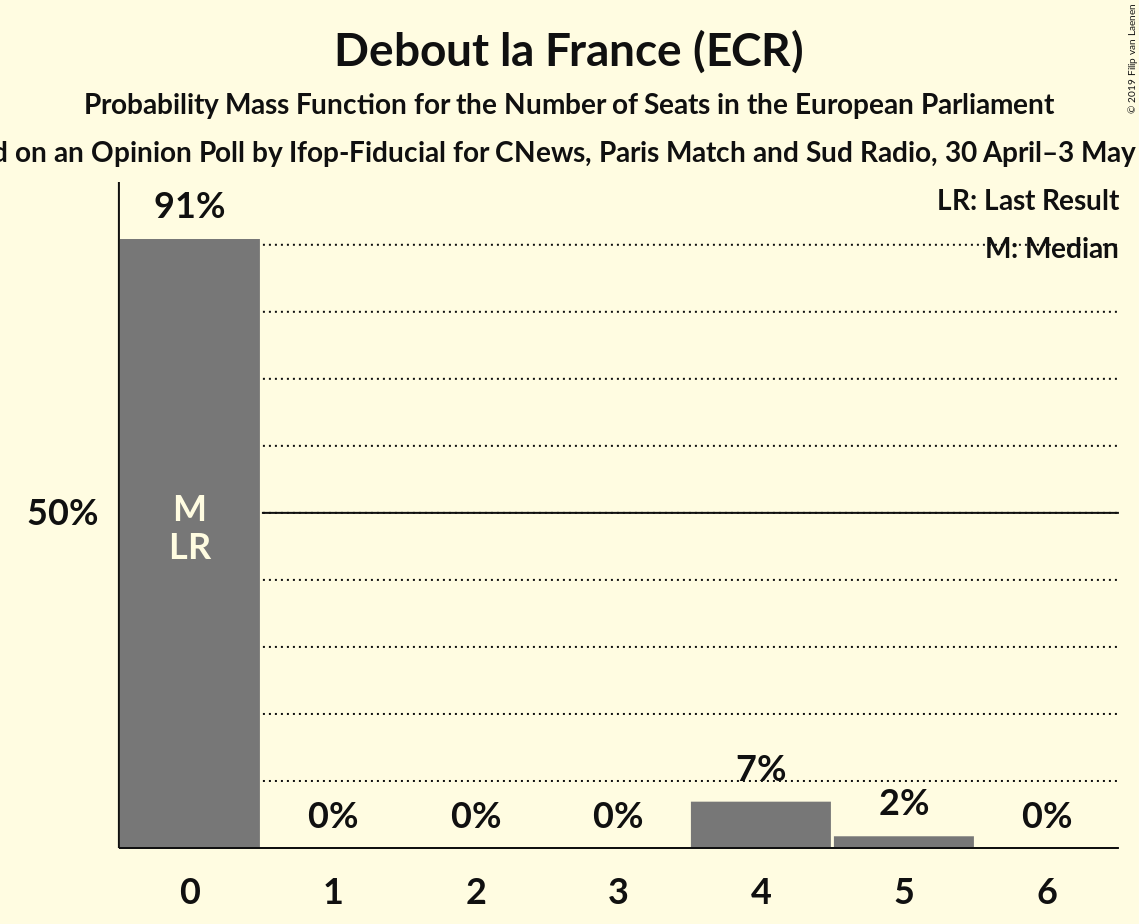 Debout la France (ECR)
Probability Mass Function for the Number of Seats in the European Parliament
on an Opinion Poll by Ifop-Fiducial for CNews, Paris Match and Sud Radio, 30 April–3 May
© 2019 Filip van Laenen
LR: Last Result
M: Median
91%
50%
M
LR
7%
2%
0%
0%
0%
0%
0
1
2
3
4
5
6